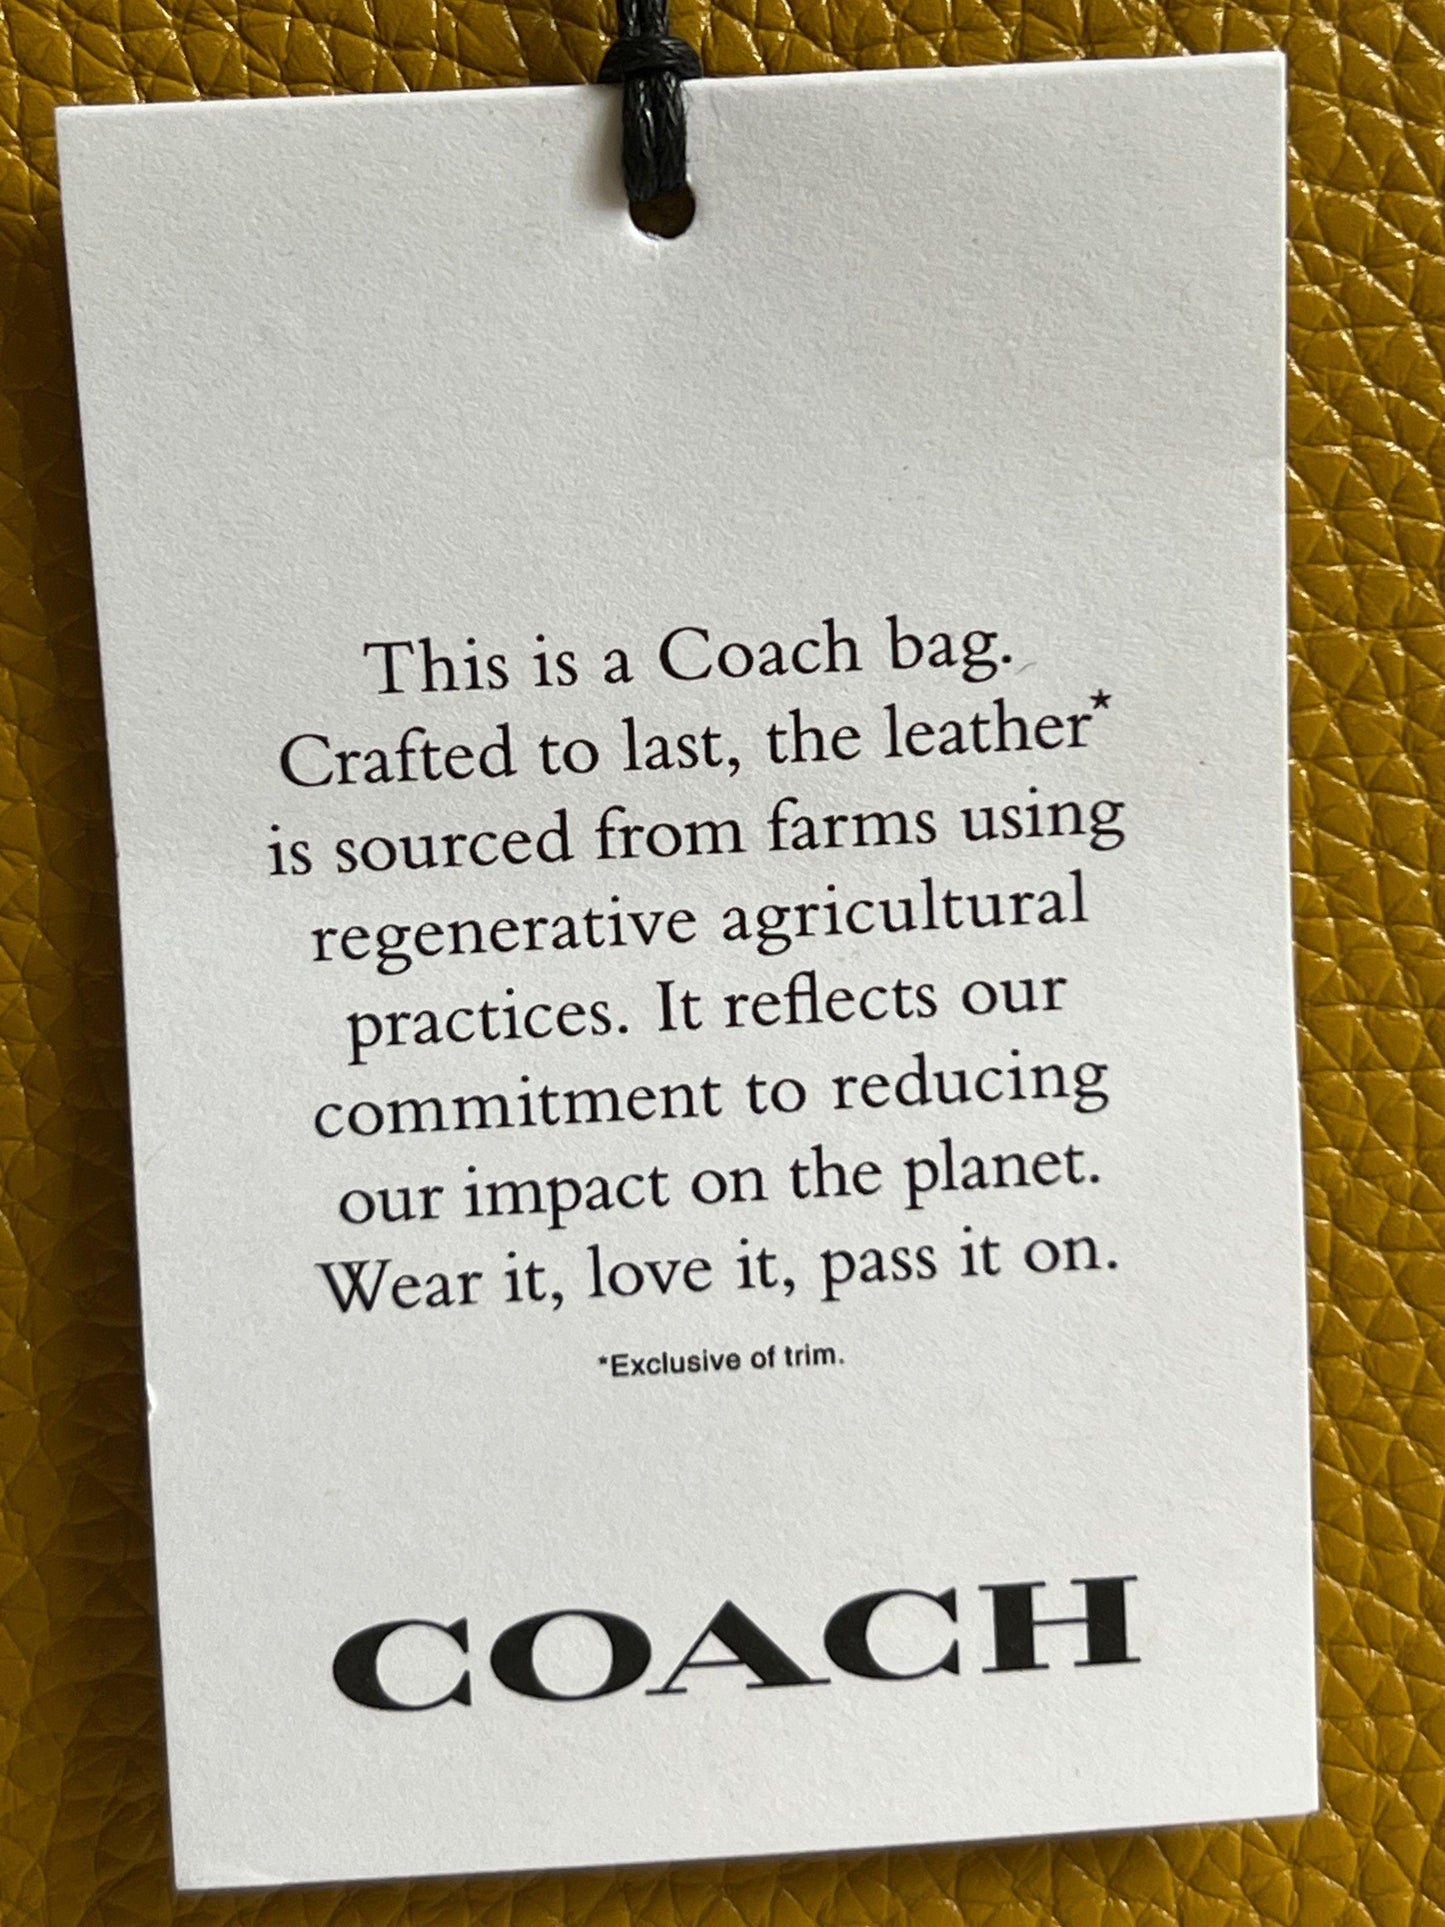 This is a Coach bag.
Crafted to last, the leather*
is sourced from farms using
regenerative agricultural
practices. It reflects our
commitment to reducing
our impact on the planet.
Wear it, love it, pass it on.
*Exclusive of trim.
COACH